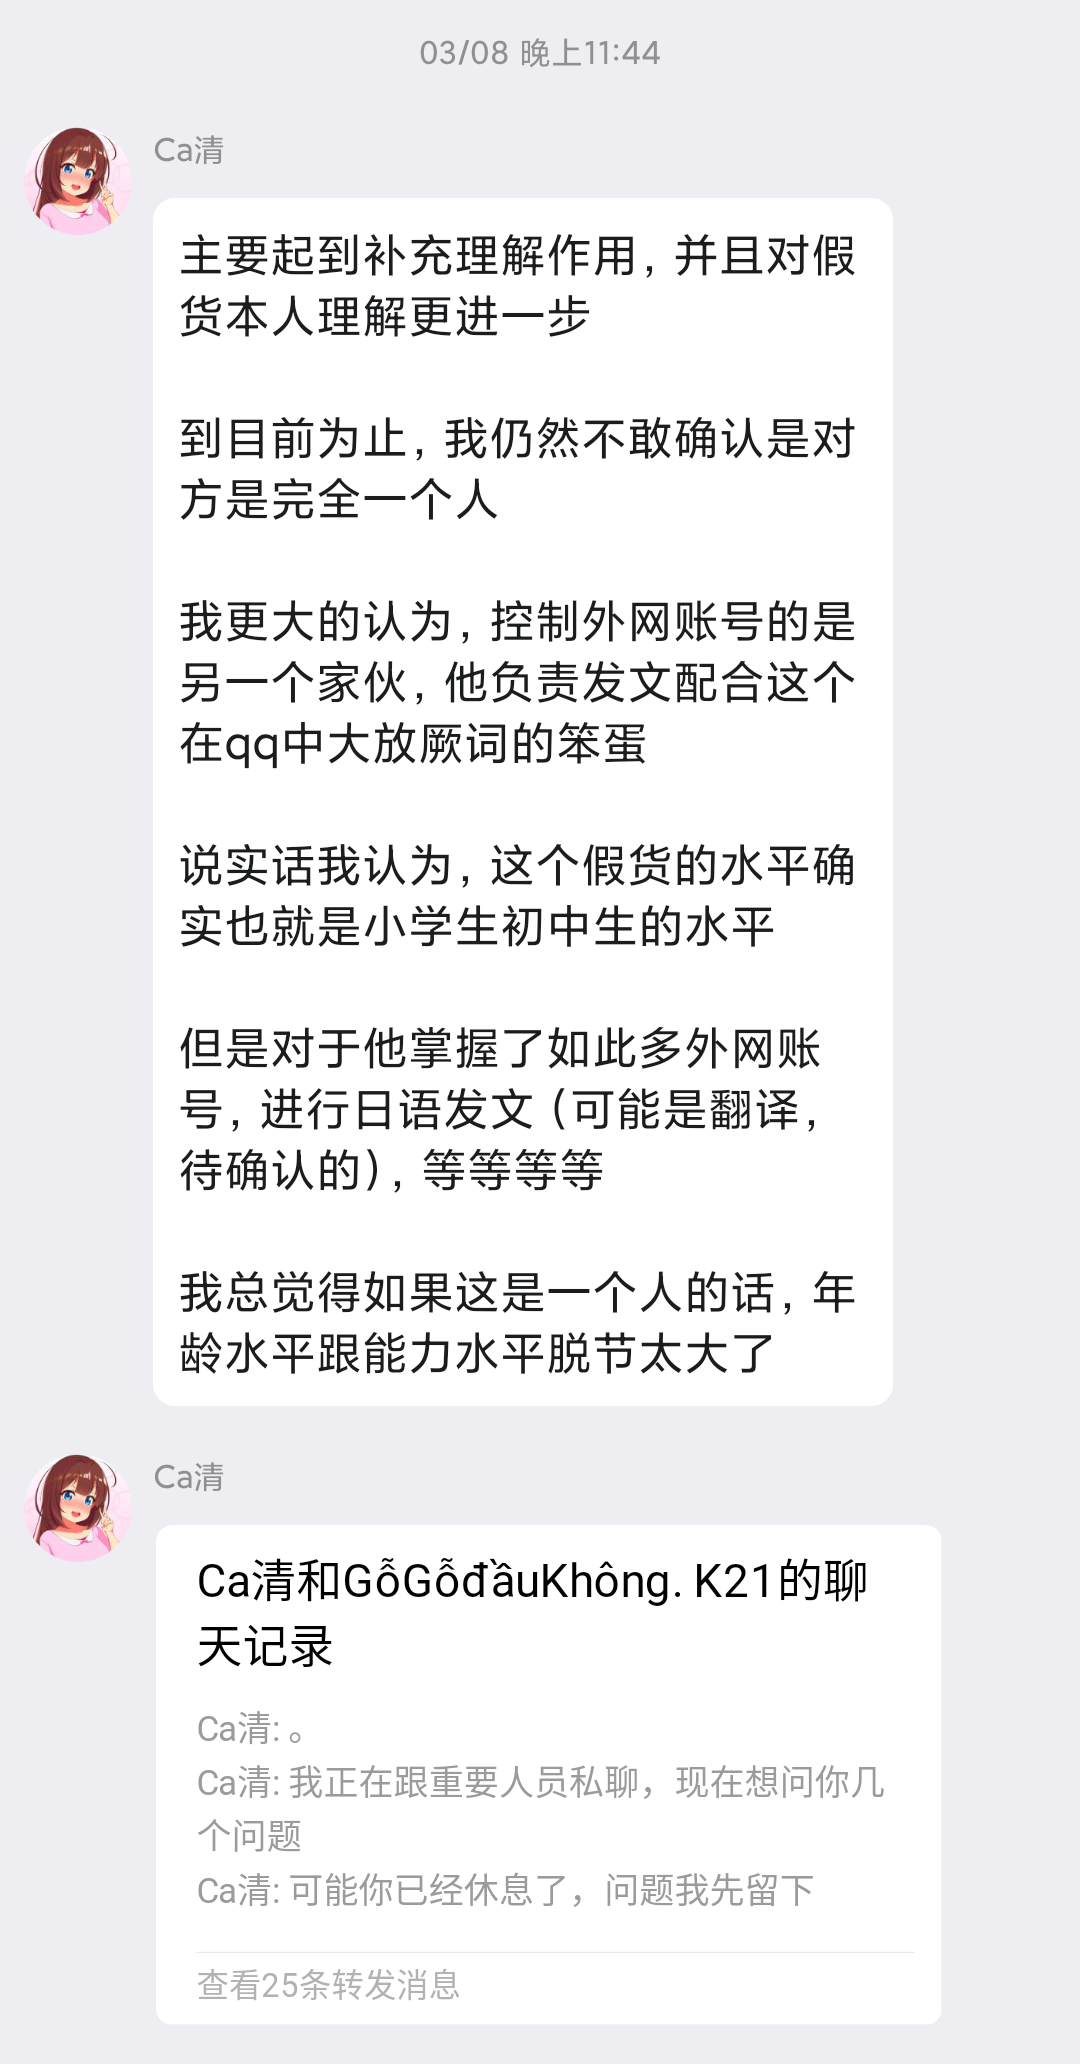 03/08 晚上11:44
Ca清
主要起到补充理解作用，并且对假
货本人理解更进一步
到目前为止，我仍然不敢确认是对
方是完全一个人
我更大的认为，控制外网账号的是
另一个家伙，他负责发文配合这个
在qq中大放厥词的笨蛋
说实话我认为，这个假货的水平确
实也就是小学生初中生的水平
但是对于他掌握了如此多外网账
号，进行日语发文（可能是翻译，
待确认的），等等等等
我总觉得如果这是一个人的话，年
龄水平跟能力水平脱节太大了
Ca清
Ca清和GỗGỗđầuKhông. K21的聊
天记录
Ca清: 。
Ca清: 我正在跟重要人员私聊，现在想问你几
个问题
Ca清: 可能你已经休息了，问题我先留下
查看25条转发消息